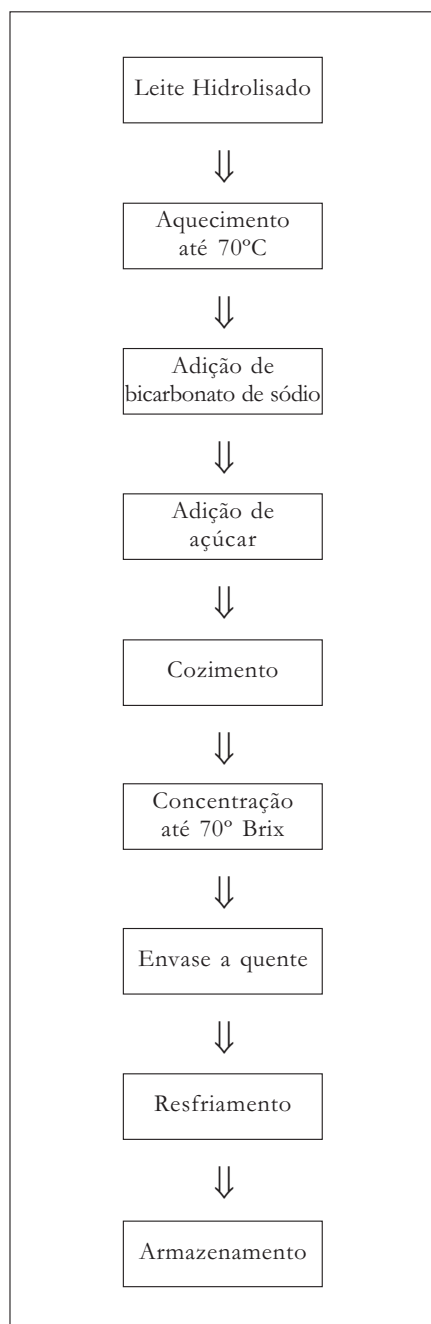 Leite Hidrolisado
⇓
Aquecimento
até 70ºC
⇓
Adição de
bicarbonato de sódio
⇓
Adição de
açúcar
⇓
Cozimento
⇓
Concentração
até 70º Brix
⇓
Envase a quente
⇓
Resfriamento
⇓
Armazenamento